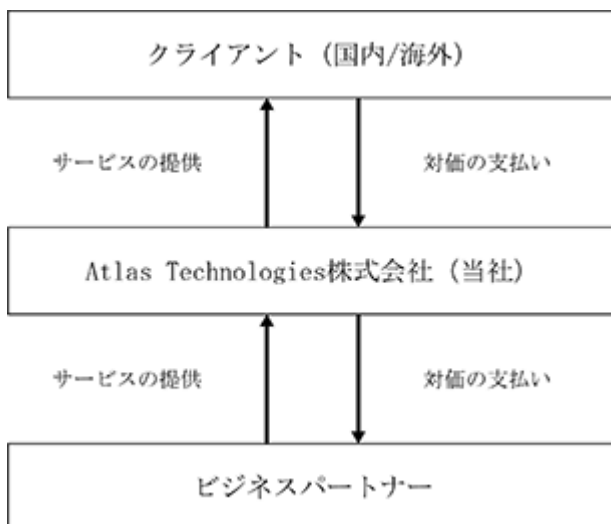 クライアント（国内/海外）
サービスの提供
対価の支払い
Atlas Technologies株式会社（当社）
サービスの提供
対価の支払い
ビジネスパートナー